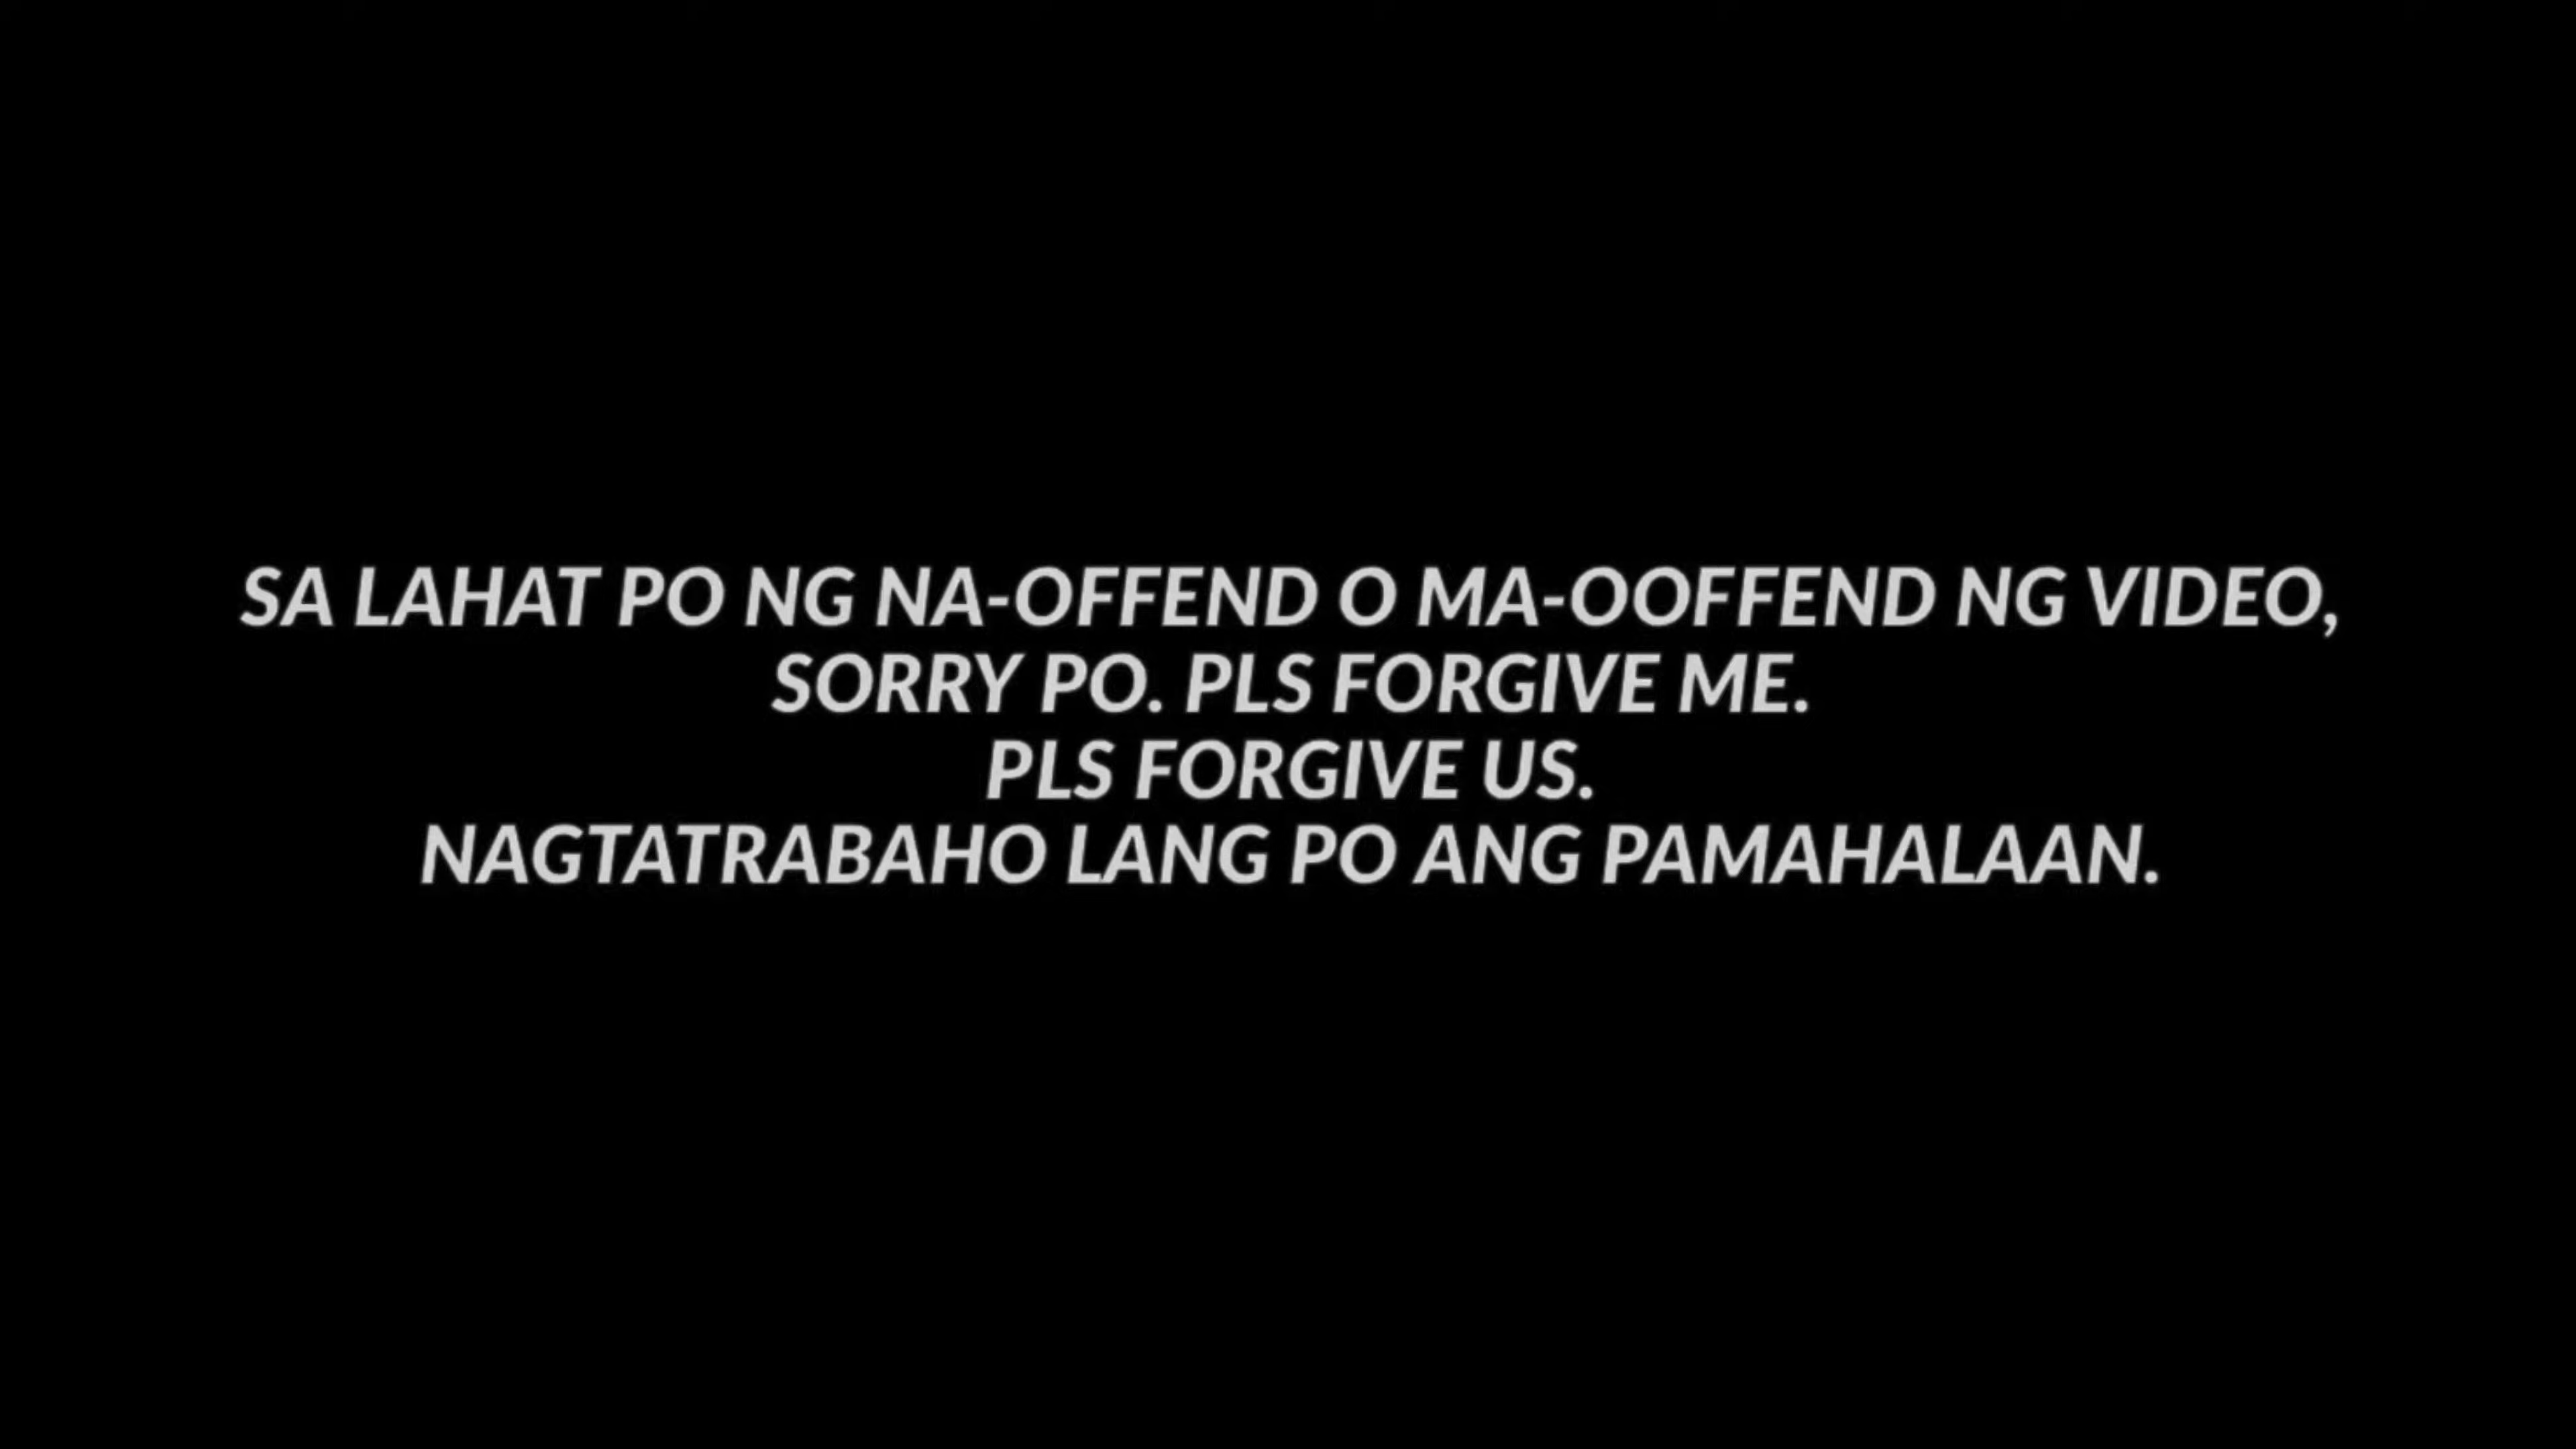 SA LAHAT PO NG NA-OFFEND O MA-OOFFEND NG VIDEO,
SORRY PO. PLS FORGIVE ME.
PLS FORGIVE US.
NAGTATRABAHO LANG PO ANG PAMAHALAAN.